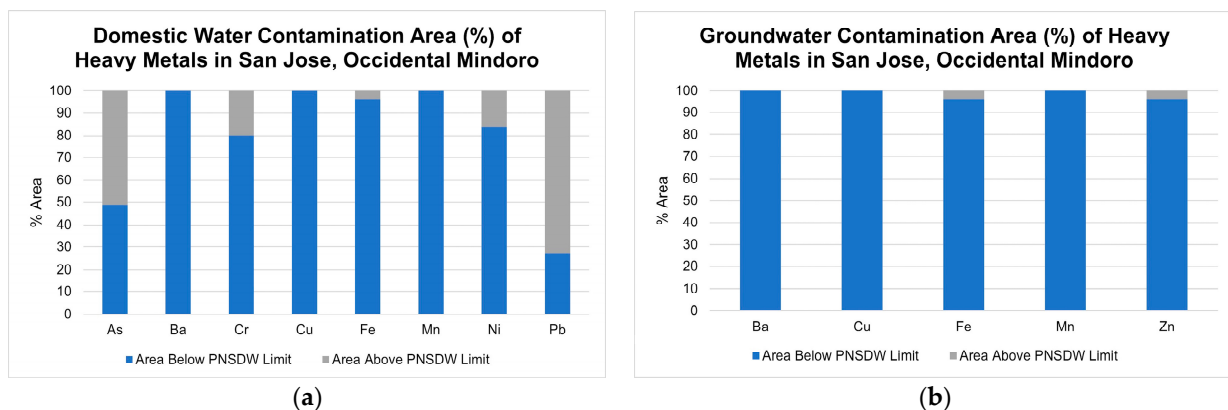 Domestic Water Contamination Area (%) of
Heavy Metals in San Jose, Occidental Mindoro
% Area
100
90
80
70
60
50
40
30
20
10
0
As Ba Cr Cu Fe Mn Ni Pb
Area Below PNSDW Limit Area Above PNSDW Limit
(a)
Groundwater Contamination Area (%) of Heavy
Metals in San Jose, Occidental Mindoro
% Area
100
90
80
70
60
50
40
30
20
10
0
Ba Cu Fe Mn Zn
Area Below PNSDW Limit Area Above PNSDW Limit
(b)